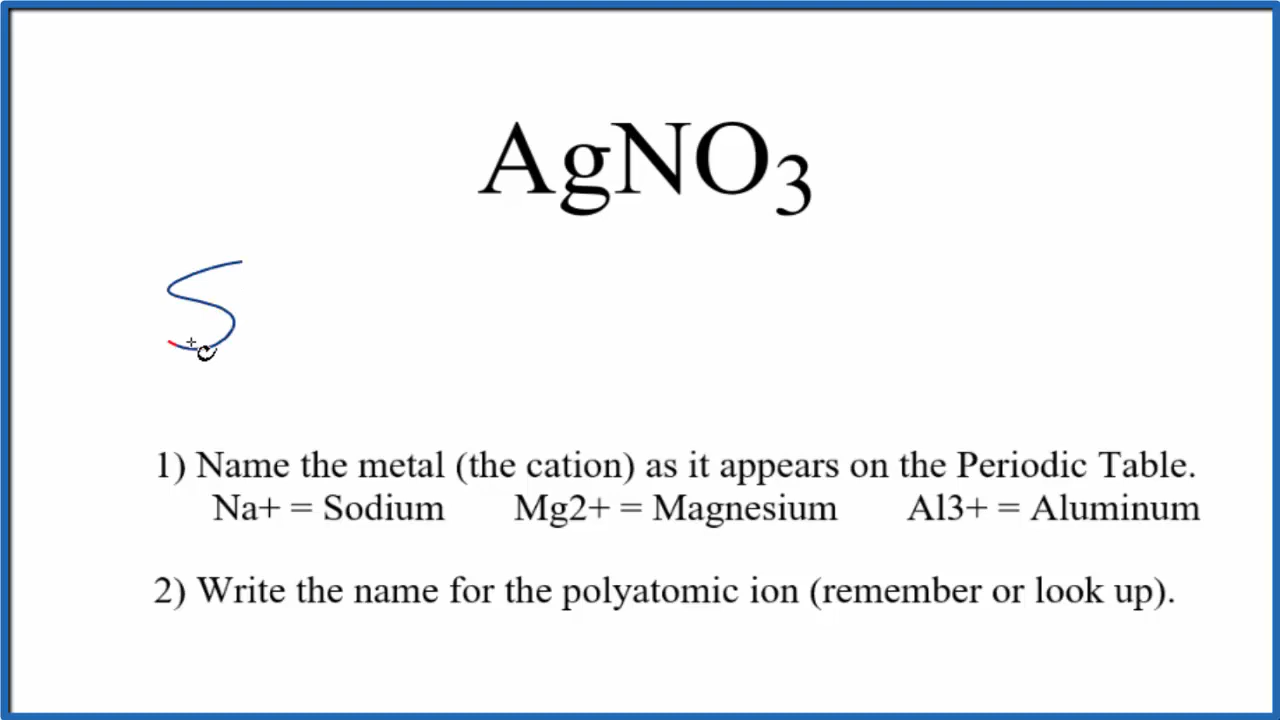 AgNO₃
S
1) Name the metal (the cation) as it appears on the Periodic Table.
Na+ = Sodium Mg2+ = Magnesium Al3+ = Aluminum
2) Write the name for the polyatomic ion (remember or look up).